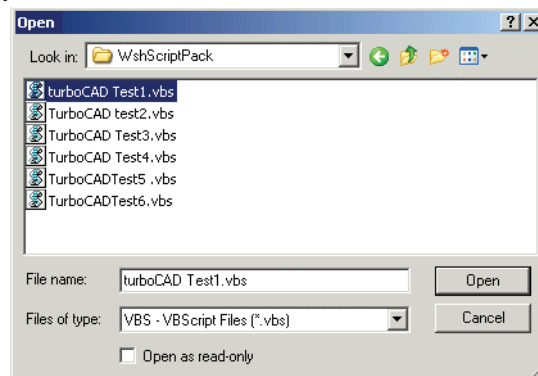 Open
Look in: WshScriptPack
turboCAD Test1.vbs
TurboCAD test2.vbs
TurboCAD Test3.vbs
TurboCAD Test4.vbs
TurboCADTest5 .vbs
TurboCADTest6.vbs
File name: turboCAD Test1.vbs Open
Files of type: VBS - VBScript Files (*.vbs) Cancel
Open as read-only